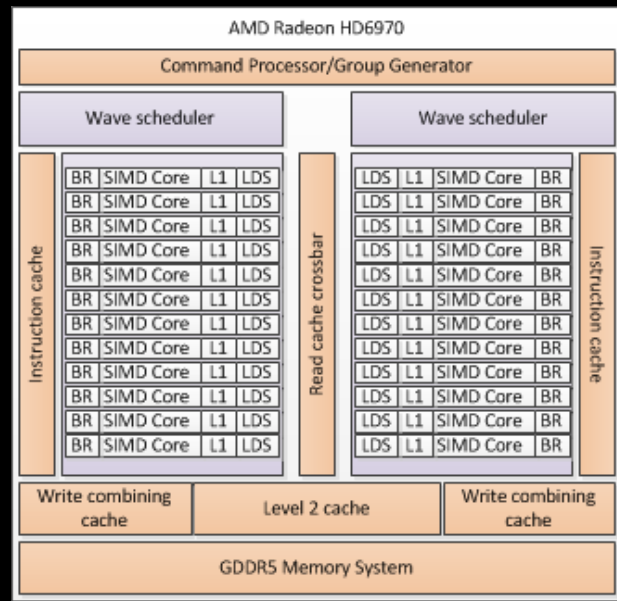 AMD Radeon HD6970
Command Processor/Group Generator
Wave scheduler
Wave scheduler
Instruction cache
BR SIMD Core L1 LDS
BR SIMD Core L1 LDS
BR SIMD Core L1 LDS
BR SIMD Core L1 LDS
BR SIMD Core L1 LDS
BR SIMD Core L1 LDS
BR SIMD Core L1 LDS
BR SIMD Core L1 LDS
BR SIMD Core L1 LDS
BR SIMD Core L1 LDS
BR SIMD Core L1 LDS
BR SIMD Core L1 LDS
Read cache crossbar
LDS L1 SIMD Core BR
LDS L1 SIMD Core BR
LDS L1 SIMD Core BR
LDS L1 SIMD Core BR
LDS L1 SIMD Core BR
LDS L1 SIMD Core BR
LDS L1 SIMD Core BR
LDS L1 SIMD Core BR
LDS L1 SIMD Core BR
LDS L1 SIMD Core BR
LDS L1 SIMD Core BR
LDS L1 SIMD Core BR
Instruction cache
Write combining
cache
Level 2 cache
Write combining
cache
GDDR5 Memory System